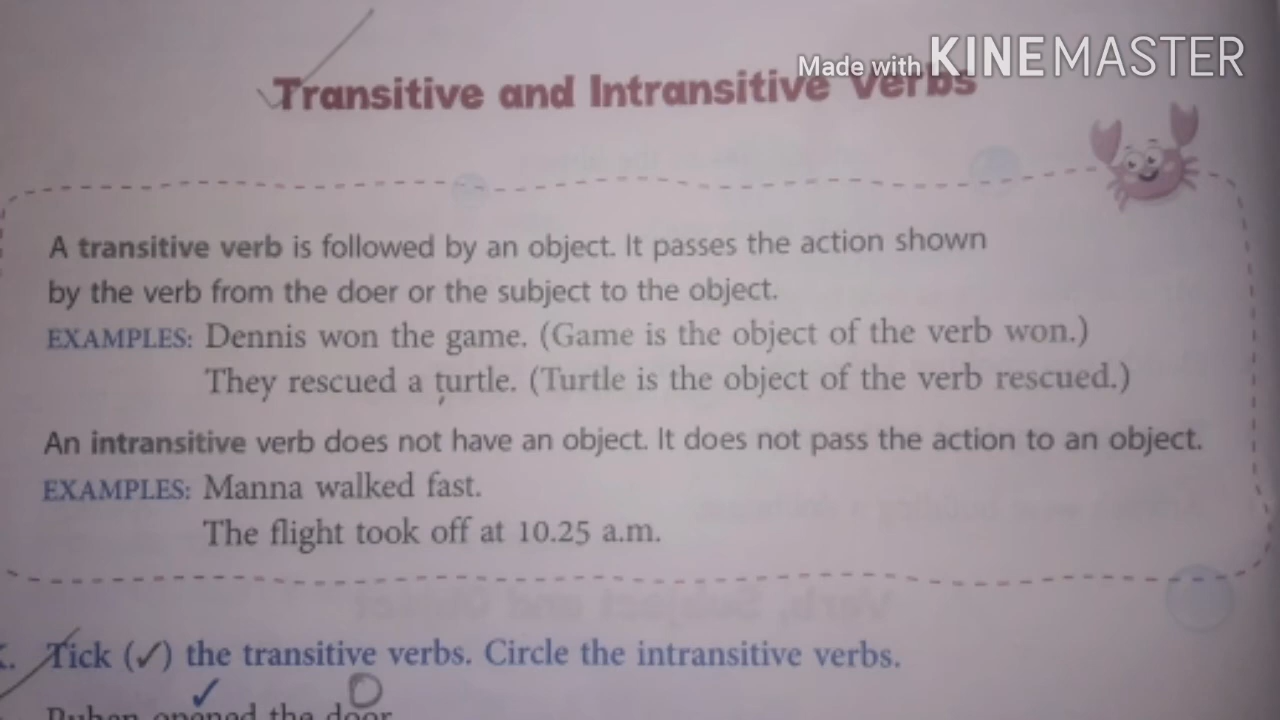 Made with KINEMASTER
Transitive and Intransitive Verbs
A transitive verb is followed by an object. It passes the action shown
by the verb from the doer or the subject to the object.
EXAMPLES: Dennis won the game. (Game is the object of the verb won.)
They rescued a turtle. (Turtle is the object of the verb rescued.)
An intransitive verb does not have an object. It does not pass the action to an object.
EXAMPLES: Manna walked fast.
The flight took off at 10.25 a.m.
Tick (✓) the transitive verbs. Circle the intransitive verbs.
opened the door